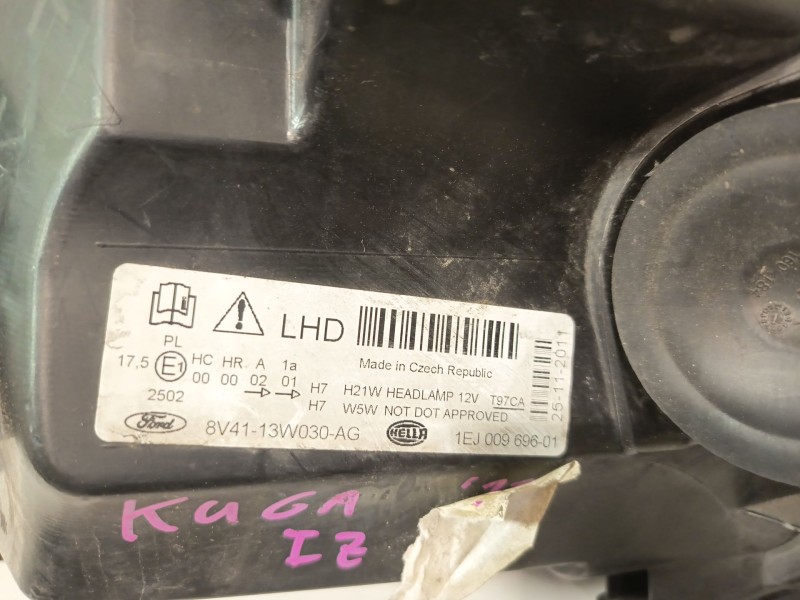 LHD
Made in Czech Republic
PL
17,5 E1 HC HR A 1a
00 00 02 01
2502
H7 H21W HEADLAMP 12V T97CA
H7 W5W NOT DOT APPROVED
25-11-2011
Ford 8V41-13W030-AG HELLA 1EJ 009 696-01
KUGA
IZ